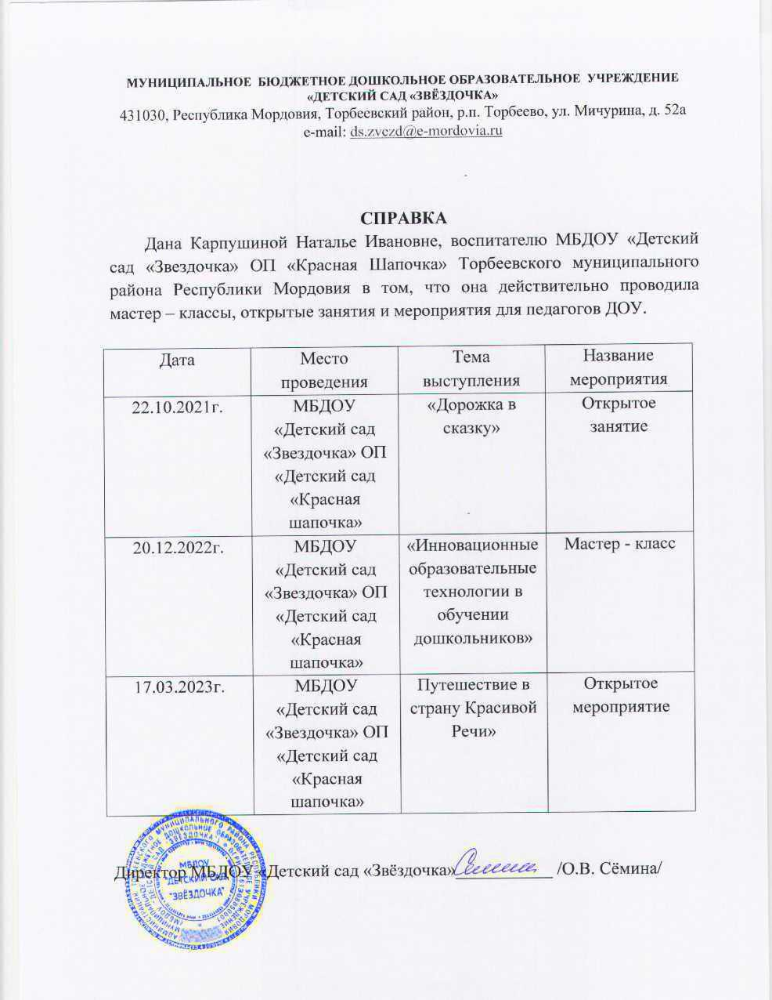 МУНИЦИПАЛЬНОЕ БЮДЖЕТНОЕ ДОШКОЛЬНОЕ ОБРАЗОВАТЕЛЬНОЕ УЧРЕЖДЕНИЕ
«ДЕТСКИЙ САД «ЗВЁЗДОЧКА»
431030, Республика Мордовия, Торбеевский район, р.п. Торбеево, ул. Мичурина, д. 52а
e-mail: ds.zvezd@e-mordovia.ru
СПРАВКА
Дана Карпушиной Наталье Ивановне, воспитателю МБДОУ «Детский
сад «Звездочка» ОП «Красная Шапочка» Торбеевского муниципального
района Республики Мордовия в том, что она действительно проводила
мастер – классы, открытые занятия и мероприятия для педагогов ДОУ.
Дата
Место
проведения
Тема
выступления
Название
мероприятия
22.10.2021г.
МБДОУ
«Детский сад
«Звездочка» ОП
«Детский сад
«Красная
шапочка»
«Дорожка в
сказку»
Открытое
занятие
20.12.2022г.
МБДОУ
«Детский сад
«Звездочка» ОП
«Детский сад
«Красная
шапочка»
«Инновационные
образовательные
технологии в
обучении
дошкольников»
Мастер - класс
17.03.2023г.
МБДОУ
«Детский сад
«Звездочка» ОП
«Детский сад
«Красная
шапочка»
Путешествие в
страну Красивой
Речи»
Открытое
мероприятие
Директор МБДОУ «Детский сад «Звёздочка» /О.В. Сёмина/
МБДОУ
"ДЕТСКИЙ САД
"ЗВЁЗДОЧКА"